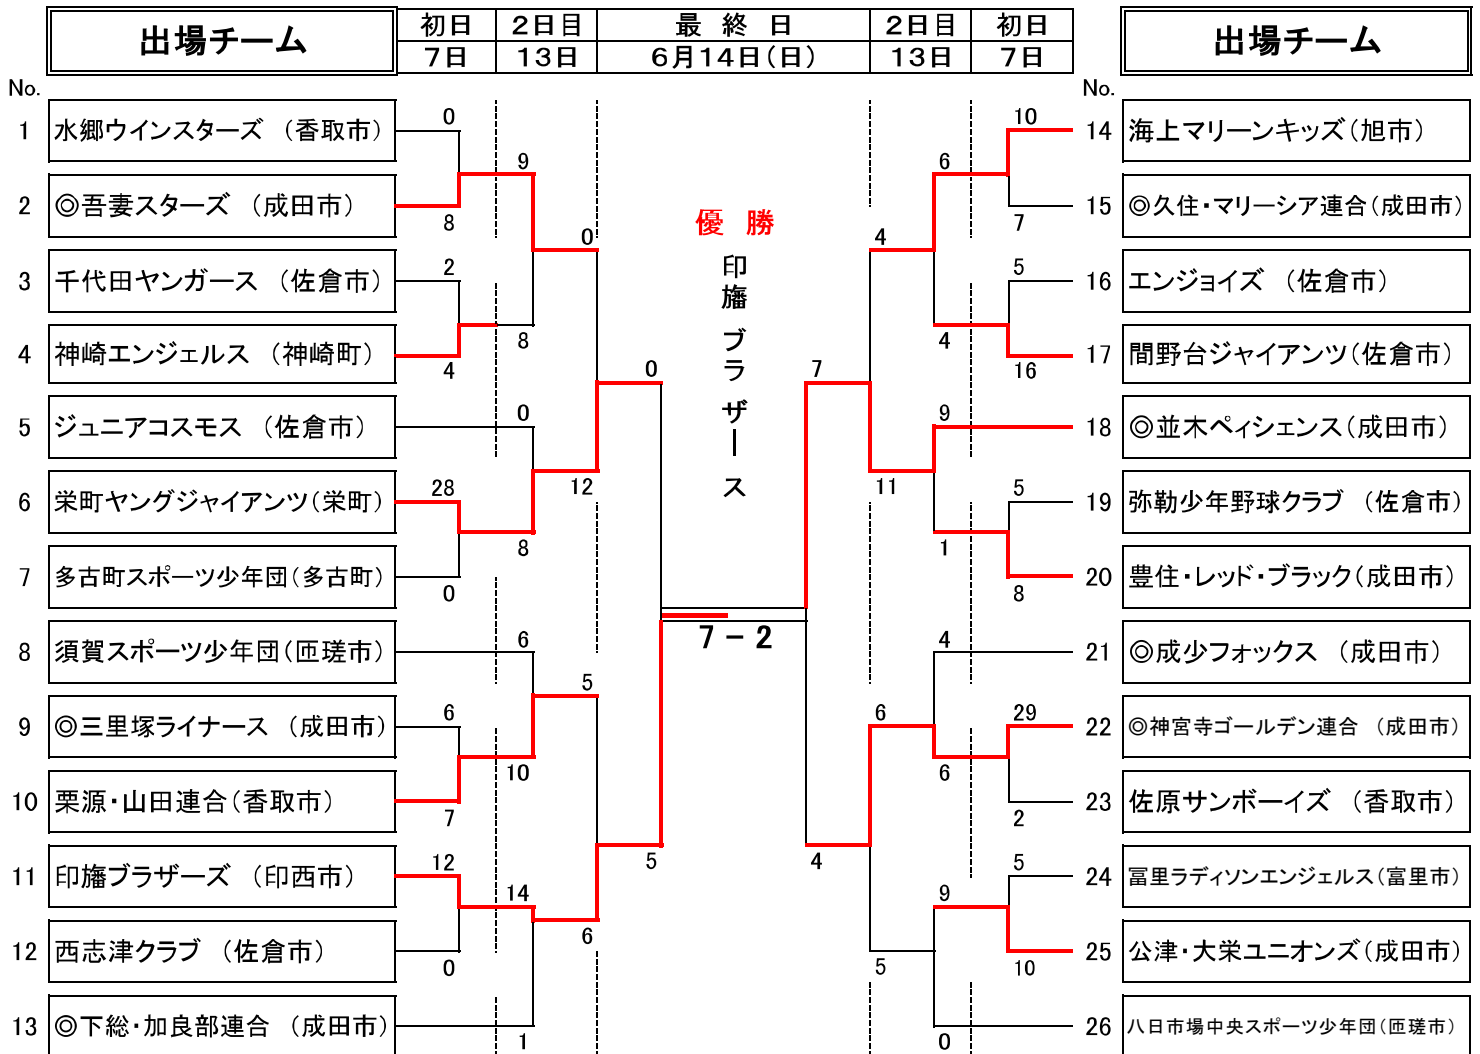 出場チーム
初日 2日目 最終日 2日目 初日
7日 13日 6月14日(日) 13日 7日
出場チーム
No.
1 水郷ウインスターズ (香取市)
2 ◎吾妻スターズ (成田市)
3 千代田ヤンガース (佐倉市)
4 神崎エンジェルス (神崎町)
5 ジュニアコスモス (佐倉市)
6 栄町ヤングジャイアンツ(栄町)
7 多古町スポーツ少年団(多古町)
8 須賀スポーツ少年団(匝瑳市)
9 ◎三里塚ライナース (成田市)
10 栗源・山田連合(香取市)
11 印旛ブラザーズ (印西市)
12 西志津クラブ (佐倉市)
13 ◎下総・加良部連合 (成田市)
0
8
2
4
28
0
6
7
12
0
9
8
0
8
6
10
14
1
0
12
5
6
0
5
優勝
印旛ブラザース
7-2
7
4
4
11
6
5
6
4
9
1
4
6
9
0
10
7
5
16
5
8
29
2
5
10
No.
14 海上マリーンキッズ(旭市)
15 ◎久住・マリーシア連合(成田市)
16 エンジョイズ (佐倉市)
17 間野台ジャイアンツ(佐倉市)
18 ◎並木ペイシェンス(成田市)
19 弥勒少年野球クラブ (佐倉市)
20 豊住・レッド・ブラック(成田市)
21 ◎成少フォックス (成田市)
22 ◎神宮寺ゴールデン連合 (成田市)
23 佐原サンボーイズ (香取市)
24 冨里ラディソンエンジェルス(富里市)
25 公津・大栄ユニオンズ(成田市)
26 八日市場中央スポーツ少年団(匝瑳市)